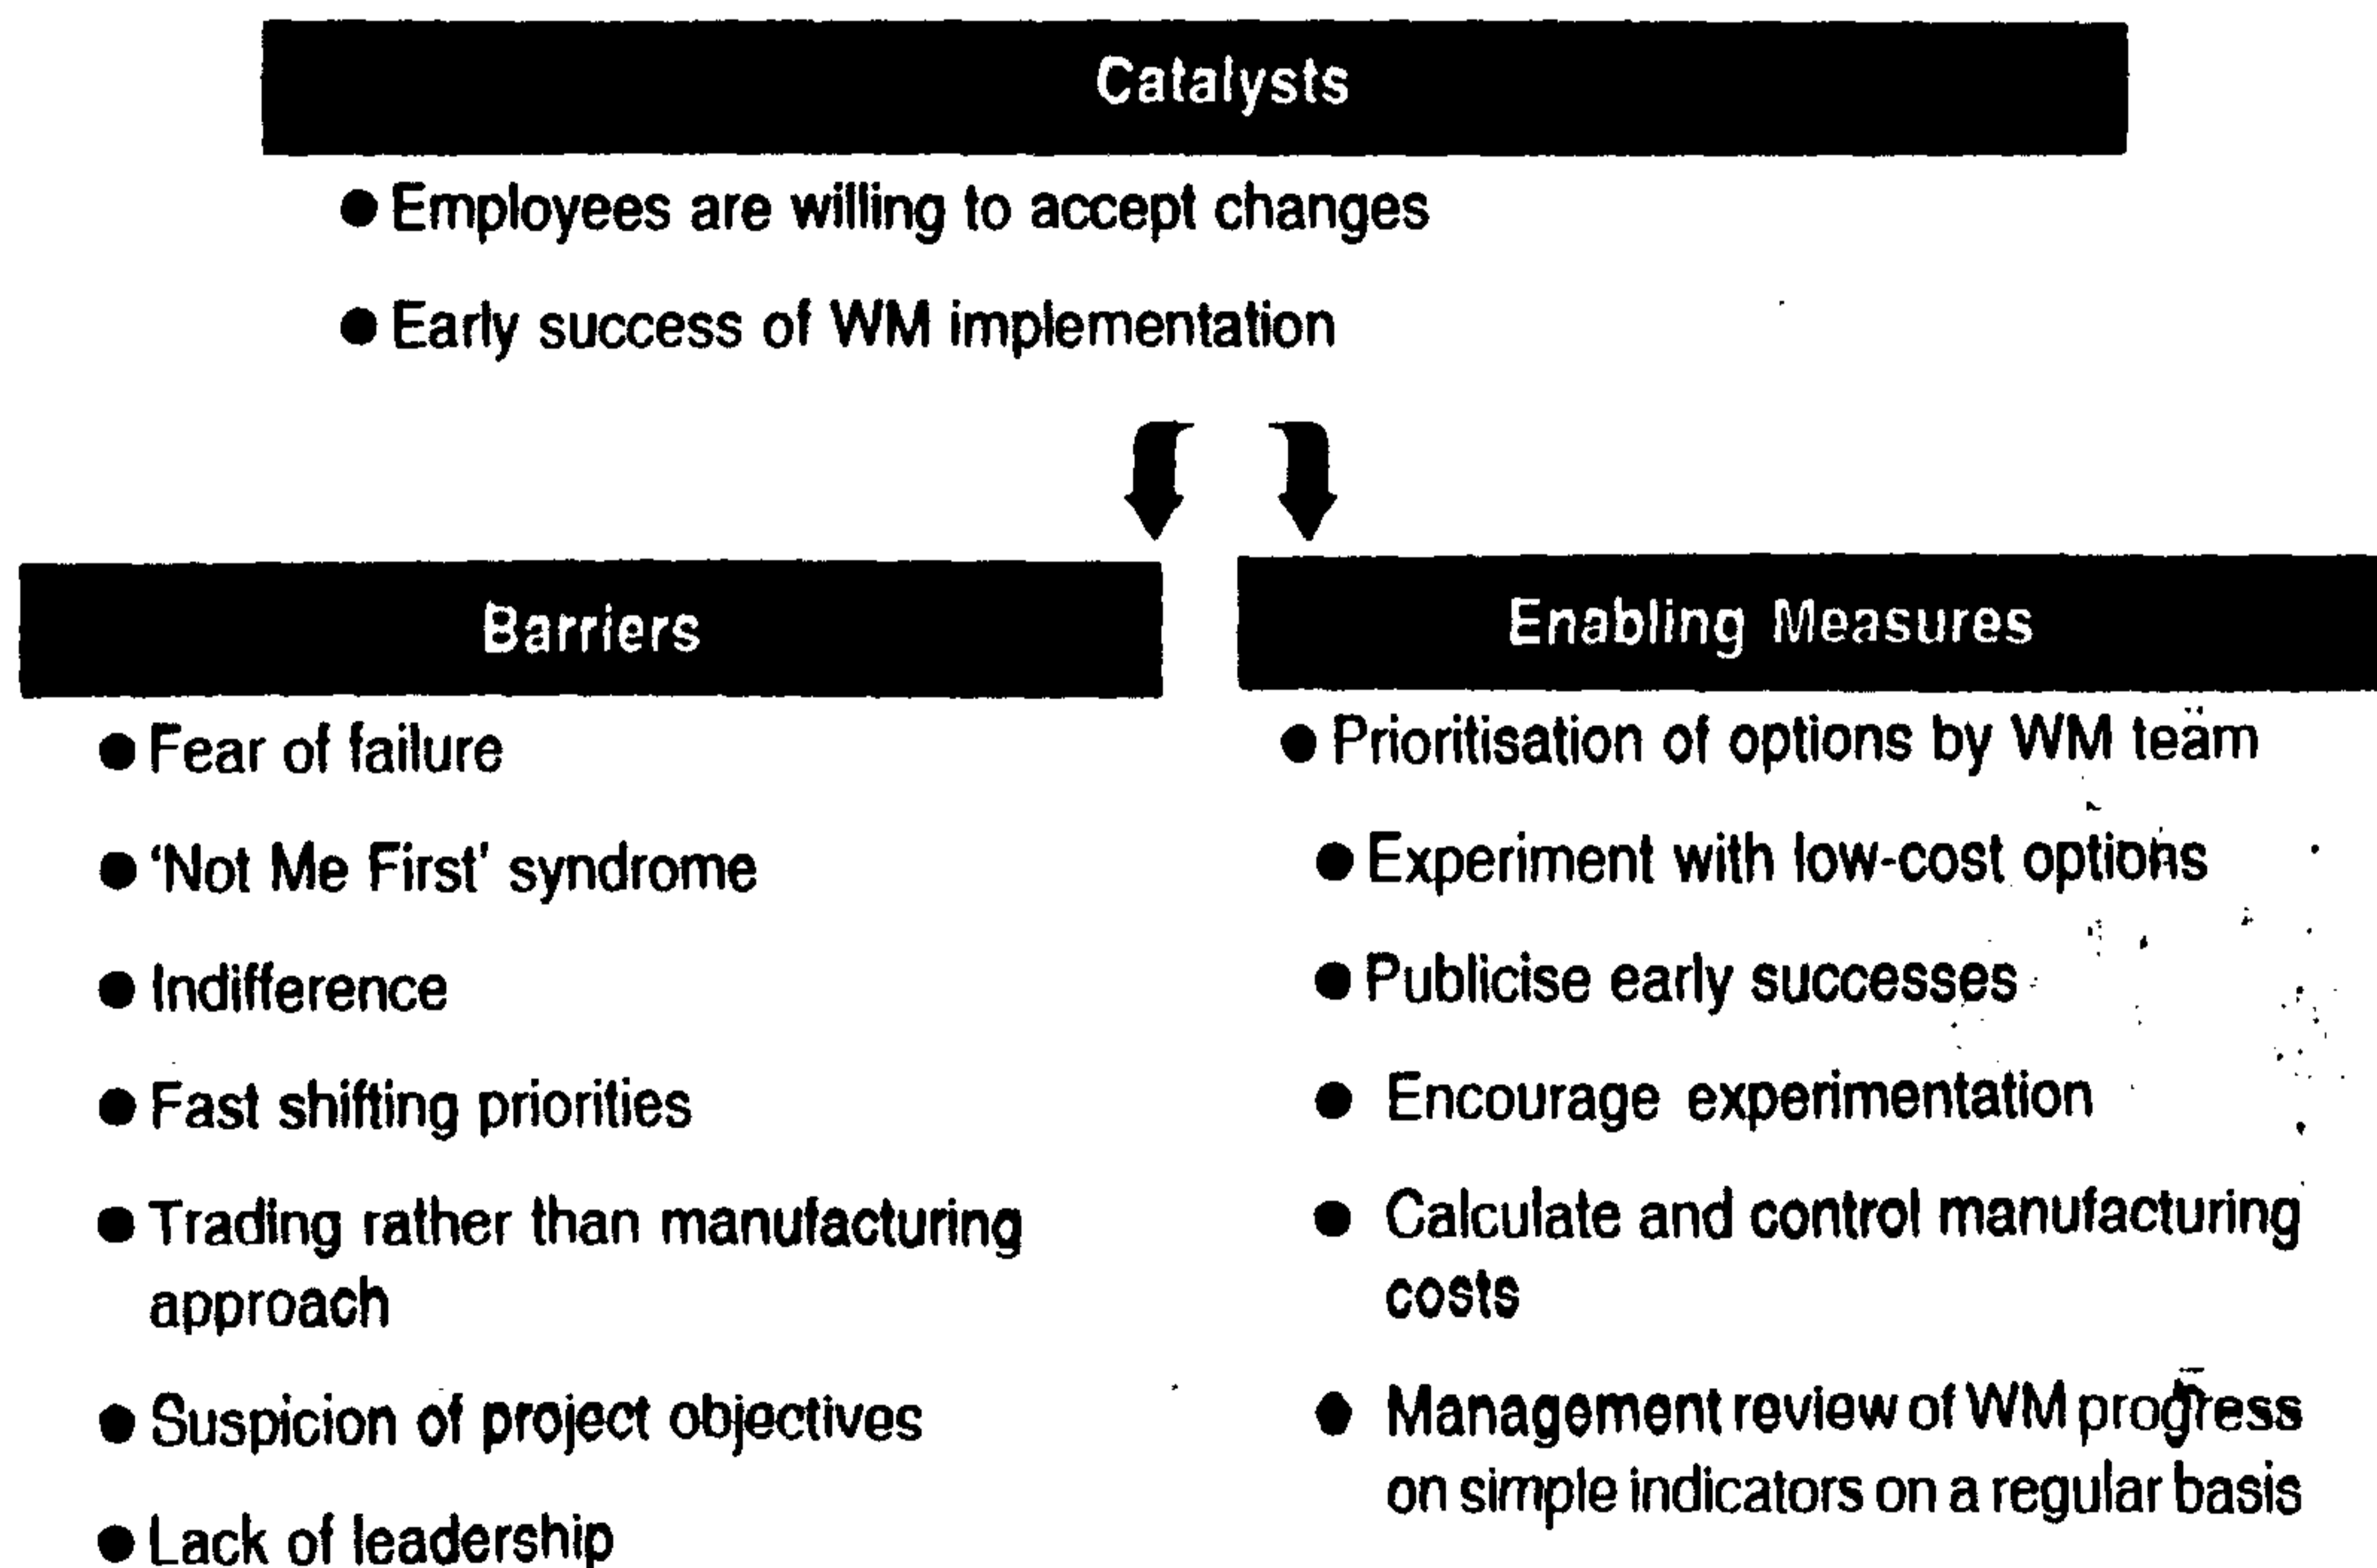 Catalysts
● Employees are willing to accept changes
● Early success of WM implementation
Barriers
● Fear of failure
● ‘Not Me First’ syndrome
● Indifference
● Fast shifting priorities
● Trading rather than manufacturing
approach
● Suspicion of project objectives
● Lack of leadership
Enabling Measures
● Prioritisation of options by WM team
● Experiment with low-cost options
● Publicise early successes
● Encourage experimentation
● Calculate and control manufacturing
costs
● Management review of WM progress
on simple indicators on a regular basis